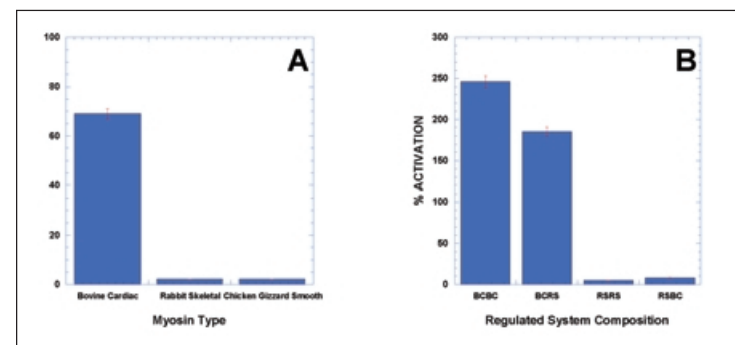 A
100
80
60
40
20
0
Bovine Cardiac Rabbit Skeletal Chicken Gizzard Smooth
Myosin Type
B
% ACTIVATION
300
250
200
150
100
50
0
BCBC BCRS RSRS RSBC
Regulated System Composition